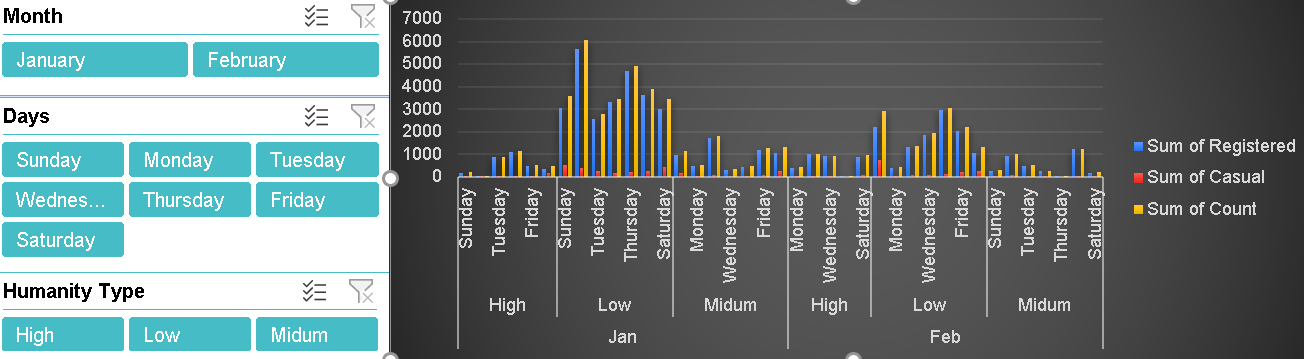 Month
January
February
Days
Sunday
Monday
Tuesday
Wednes...
Thursday
Friday
Saturday
Humanity Type
High
Low
Midum
7000
6000
5000
4000
3000
2000
1000
0
Sunday
Tuesday
Friday
Sunday
Tuesday
Thursday
Saturday
Monday
Wednesday
Friday
Monday
Wednesday
Saturday
Monday
Wednesday
Friday
Sunday
Tuesday
Thursday
Saturday
High
Low
Midum
High
Low
Midum
Jan
Feb
Sum of Registered
Sum of Casual
Sum of Count